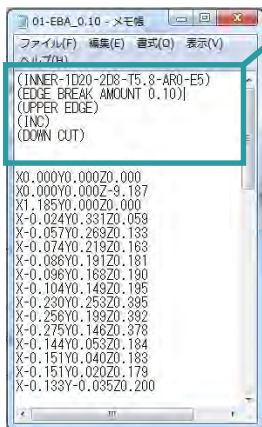 01-EBA_0.10 - メモ帳
ファイル(F) 編集(E) 書式(O) 表示(V)
ヘルプ(H)
(INNER-1D20-2D8-T5.8-AR0-E5)
(EDGE BREAK AMOUNT 0.10)
(UPPER EDGE)
(INC)
(DOWN CUT)
X0.000Y0.000Z0.000
X0.000Y0.000Z-9.187
X1.185Y0.000Z0.000
X-0.024Y0.331Z0.059
X-0.057Y0.269Z0.133
X-0.074Y0.219Z0.163
X-0.086Y0.191Z0.181
X-0.096Y0.168Z0.190
X-0.104Y0.149Z0.195
X-0.230Y0.253Z0.395
X-0.256Y0.199Z0.392
X-0.275Y0.146Z0.378
X-0.144Y0.053Z0.184
X-0.151Y0.040Z0.183
X-0.151Y0.020Z0.179
X-0.133Y-0.035Z0.200